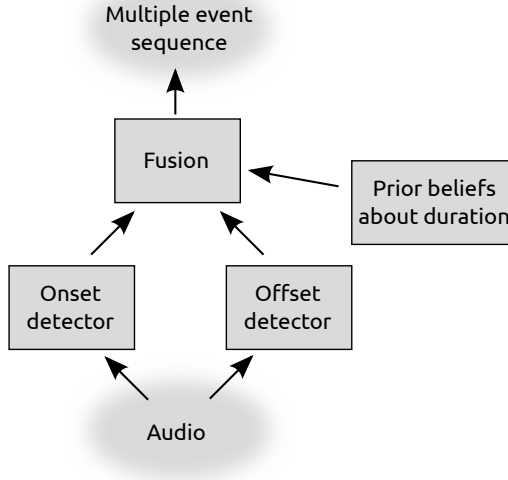 Multiple event
sequence
Fusion
Prior beliefs
about duration
Onset
detector
Offset
detector
Audio